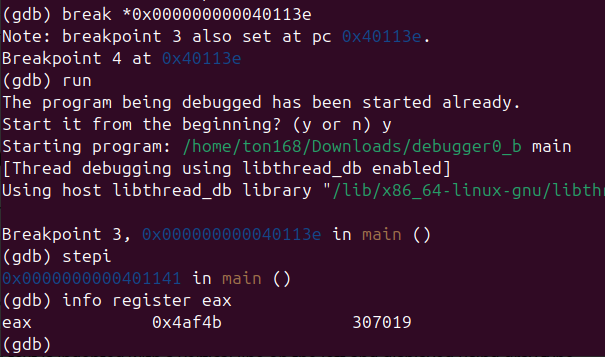 (gdb) break *0x000000000040113e
Note: breakpoint 3 also set at pc 0x40113e.
Breakpoint 4 at 0x40113e
(gdb) run
The program being debugged has been started already.
Start it from the beginning? (y or n) y
Starting program: /home/ton168/Downloads/debugger0_b main
[Thread debugging using libthread_db enabled]
Using host libthread_db library "/lib/x86_64-linux-gnu/libthr
Breakpoint 3, 0x000000000040113e in main ()
(gdb) stepi
0x0000000000401141 in main ()
(gdb) info register eax
eax            0x4af4b             307019
(gdb)